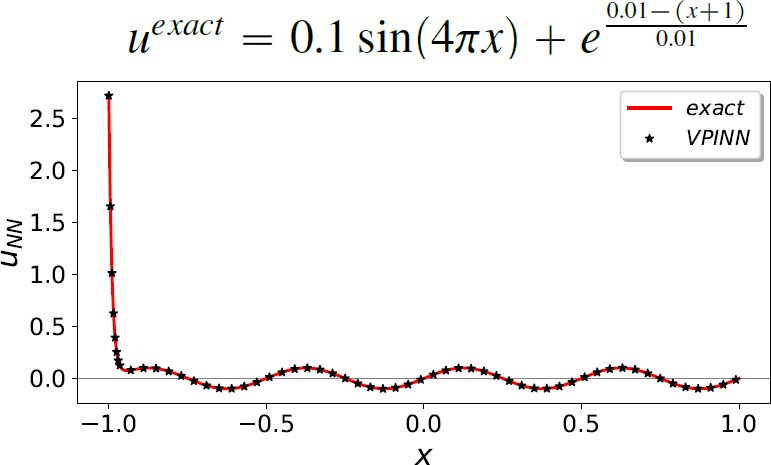 u^{exact} = 0.1 sin(4πx) + e^{\frac{0.01−(x+1)}{0.01}}
exact
VPINN
u_{NN}
2.5
2.0
1.5
1.0
0.5
0.0
−1.0 −0.5 0.0 0.5 1.0
x